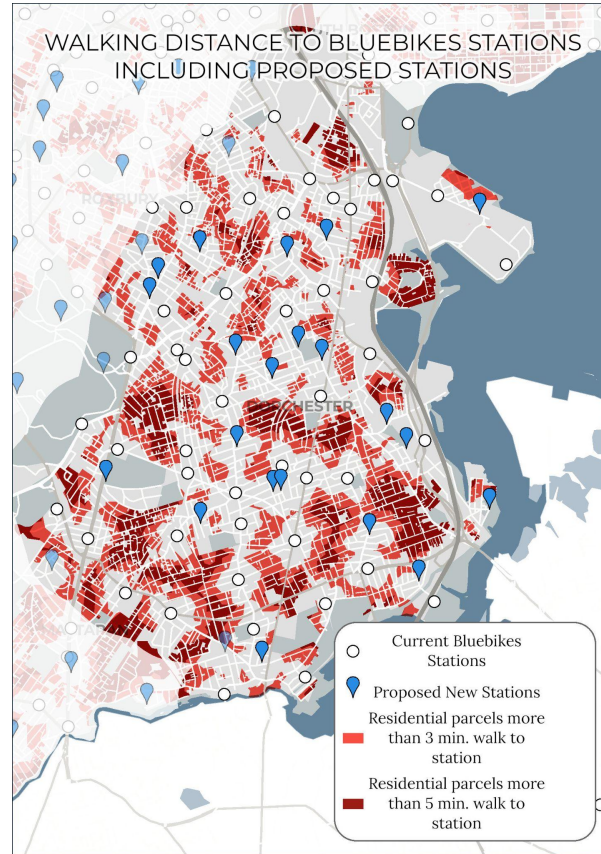 WALKING DISTANCE TO BLUEBIKES STATIONS
INCLUDING PROPOSED STATIONS
Current Bluebikes
Stations
Proposed New Stations
Residential parcels more
than 3 min. walk to
station
Residential parcels more
than 5 min. walk to
station